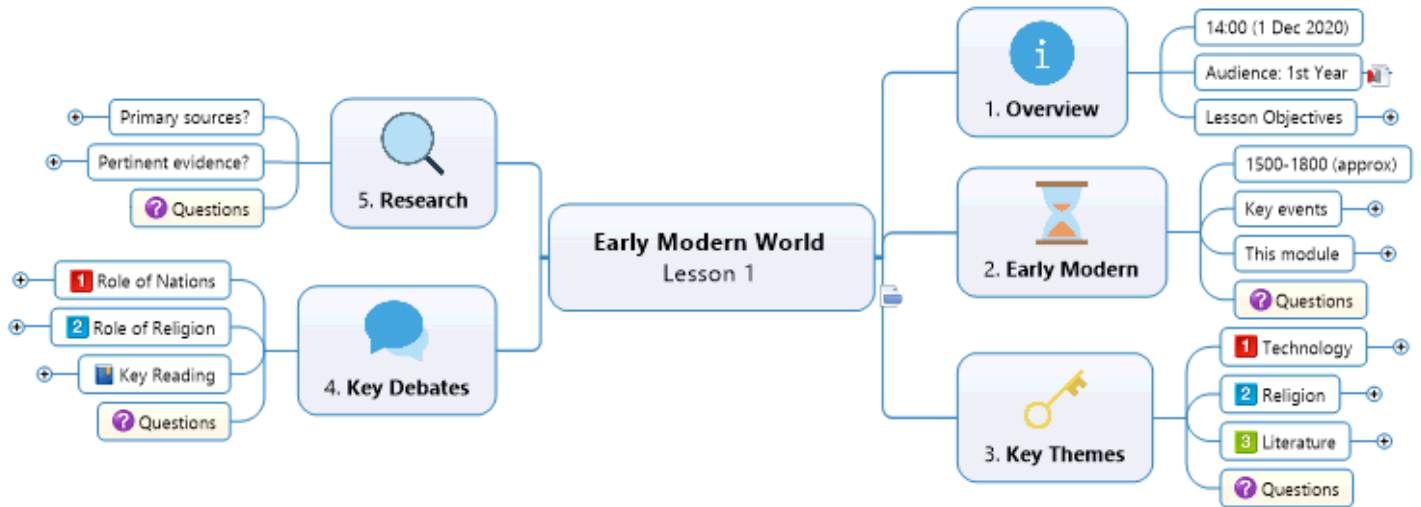 Early Modern World
Lesson 1
1. Overview
14:00 (1 Dec 2020)
Audience: 1st Year
Lesson Objectives
2. Early Modern
1500-1800 (approx)
Key events
This module
? Questions
3. Key Themes
1 Technology
2 Religion
3 Literature
? Questions
4. Key Debates
1 Role of Nations
2 Role of Religion
Key Reading
? Questions
5. Research
Primary sources?
Pertinent evidence?
? Questions